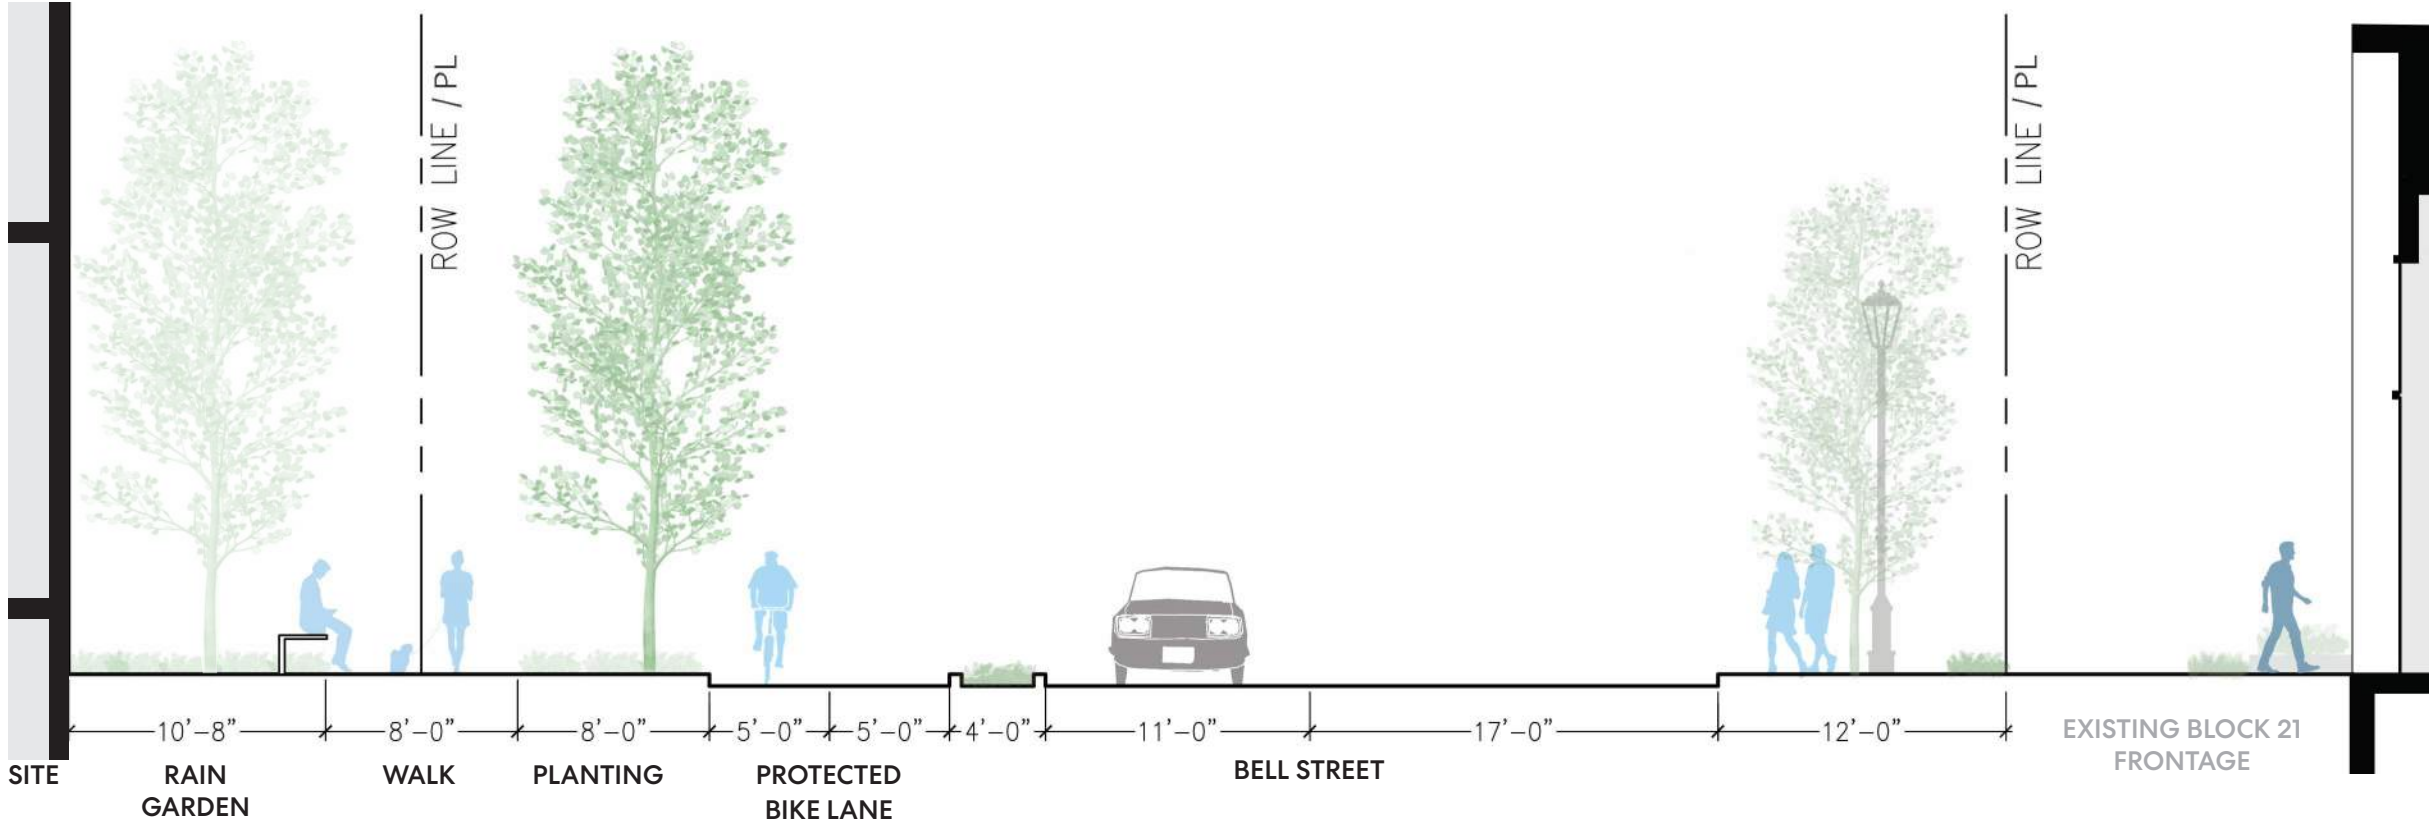 ROW LINE / PL
ROW LINE / PL
10'-8"
8'-0"
8'-0"
5'-0"
5'-0"
4'-0"
11'-0"
17'-0"
12'-0"
SITE
RAIN
GARDEN
WALK
PLANTING
PROTECTED
BIKE LANE
BELL STREET
EXISTING BLOCK 21
FRONTAGE